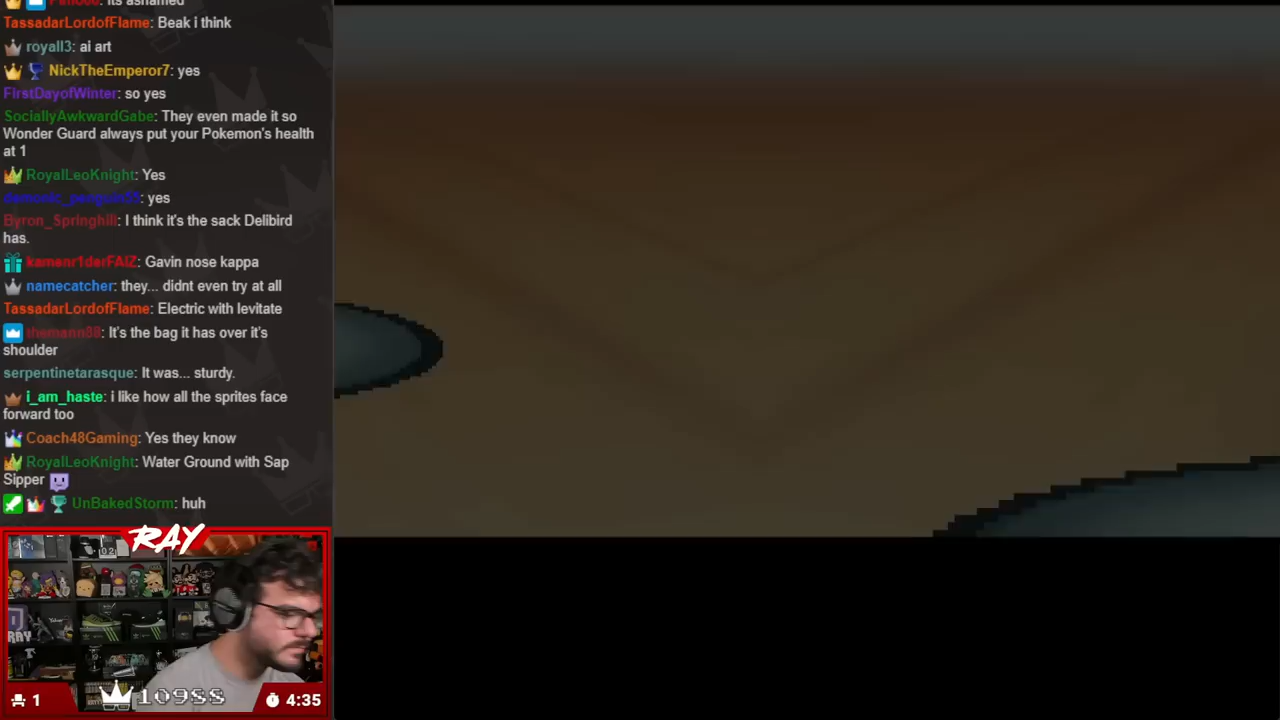 TassadarLordofFlame: Beak i think
royall3: ai art
NickTheEmperor7: yes
FirstDayofWinter: so yes
SociallyAwkwardGabe: They even made it so
Wonder Guard always put your Pokemon's health
at 1
RoyalLeoKnight: Yes
yes
Byron_Springhill: I think it's the sack Delibird
has.
kamenr1derFAIZ: Gavin nose kappa
namecatcher: they... didnt even try at all
TassadarLordofFlame: Electric with levitate
themann88: It's the bag it has over it's
shoulder
serpentinetarasque: It was... sturdy.
i_am_haste: i like how all the sprites face
forward too
Coach48Gaming: Yes they know
RoyalLeoKnight: Water Ground with Sap
Sipper
UnBakedStorm: huh
RAY
RAY
1
109SS
4:35